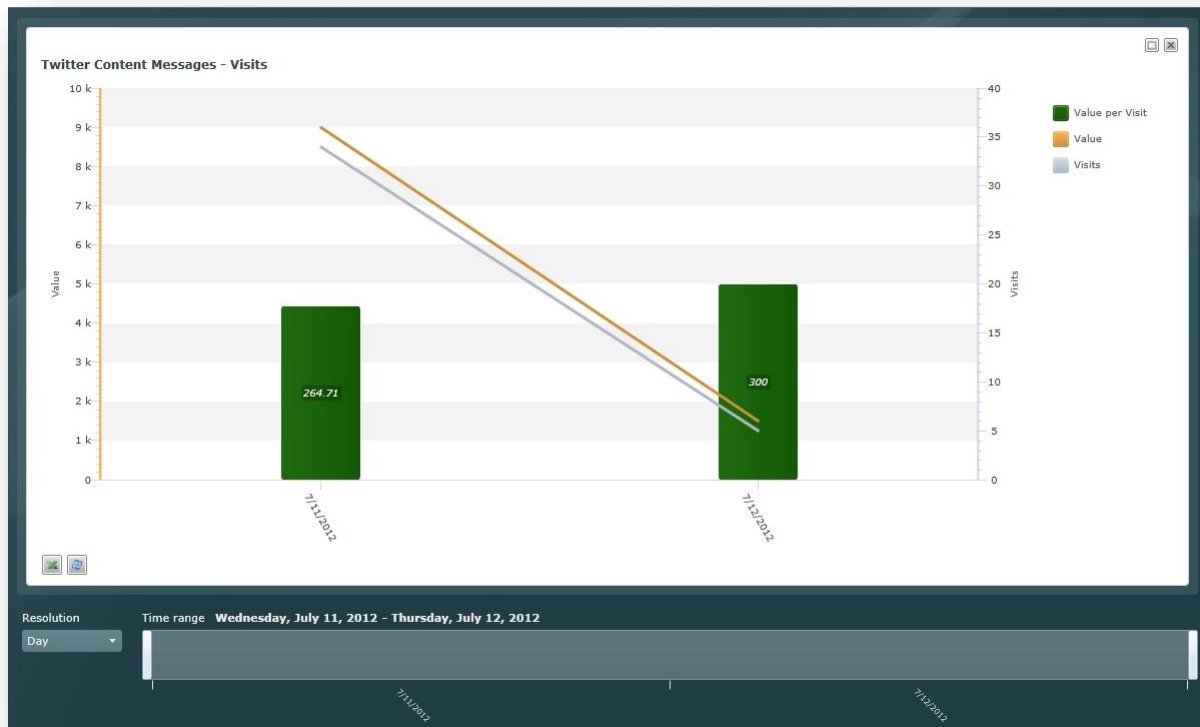 Twitter Content Messages - Visits
10 k
9 k
8 k
7 k
6 k
5 k
4 k
3 k
2 k
1 k
0
Value
264.71
300
40
35
30
25
20
15
10
5
0
Visits
7/11/2012
7/12/2012
Value per Visit
Value
Visits
Resolution
Day
Time range Wednesday, July 11, 2012 - Thursday, July 12, 2012
7/11/2012
7/12/2012